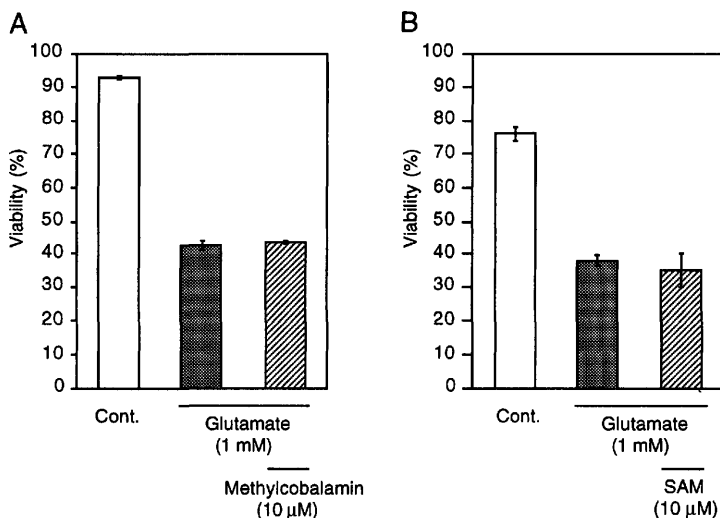 A
Viability (%)
100
90
80
70
60
50
40
30
20
10
0
Cont.
Glutamate
(1 mM)
Methylcobalamin
(10 μM)
B
Viability (%)
100
90
80
70
60
50
40
30
20
10
0
Cont.
Glutamate
(1 mM)
SAM
(10 μM)